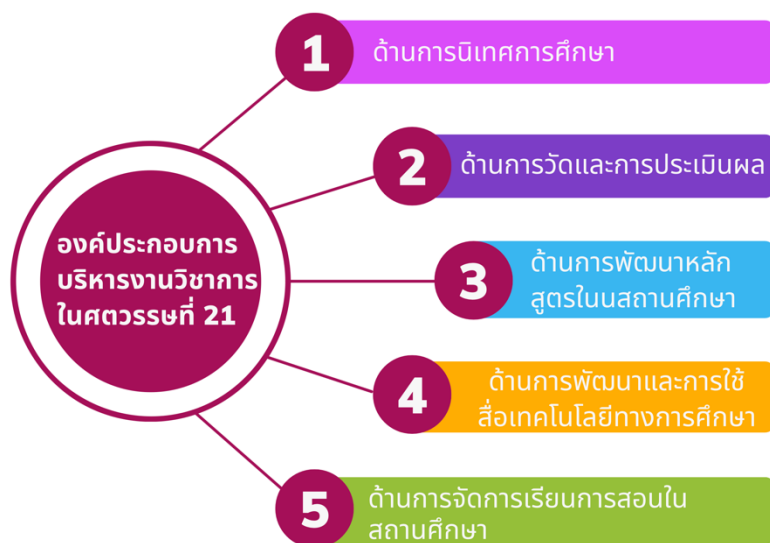 1
ด้านการนิเทศการศึกษา
2
ด้านการวัดและการประเมินผล
องค์ประกอบการ
บริหารงานวิชาการ
ในศตวรรษที่ 21
3
ด้านการพัฒนาหลัก
สูตรในนสถานศึกษา
4
ด้านการพัฒนาและการใช้
สื่อเทคโนโลยีทางการศึกษา
5
ด้านการจัดการเรียนการสอนใน
สถานศึกษา